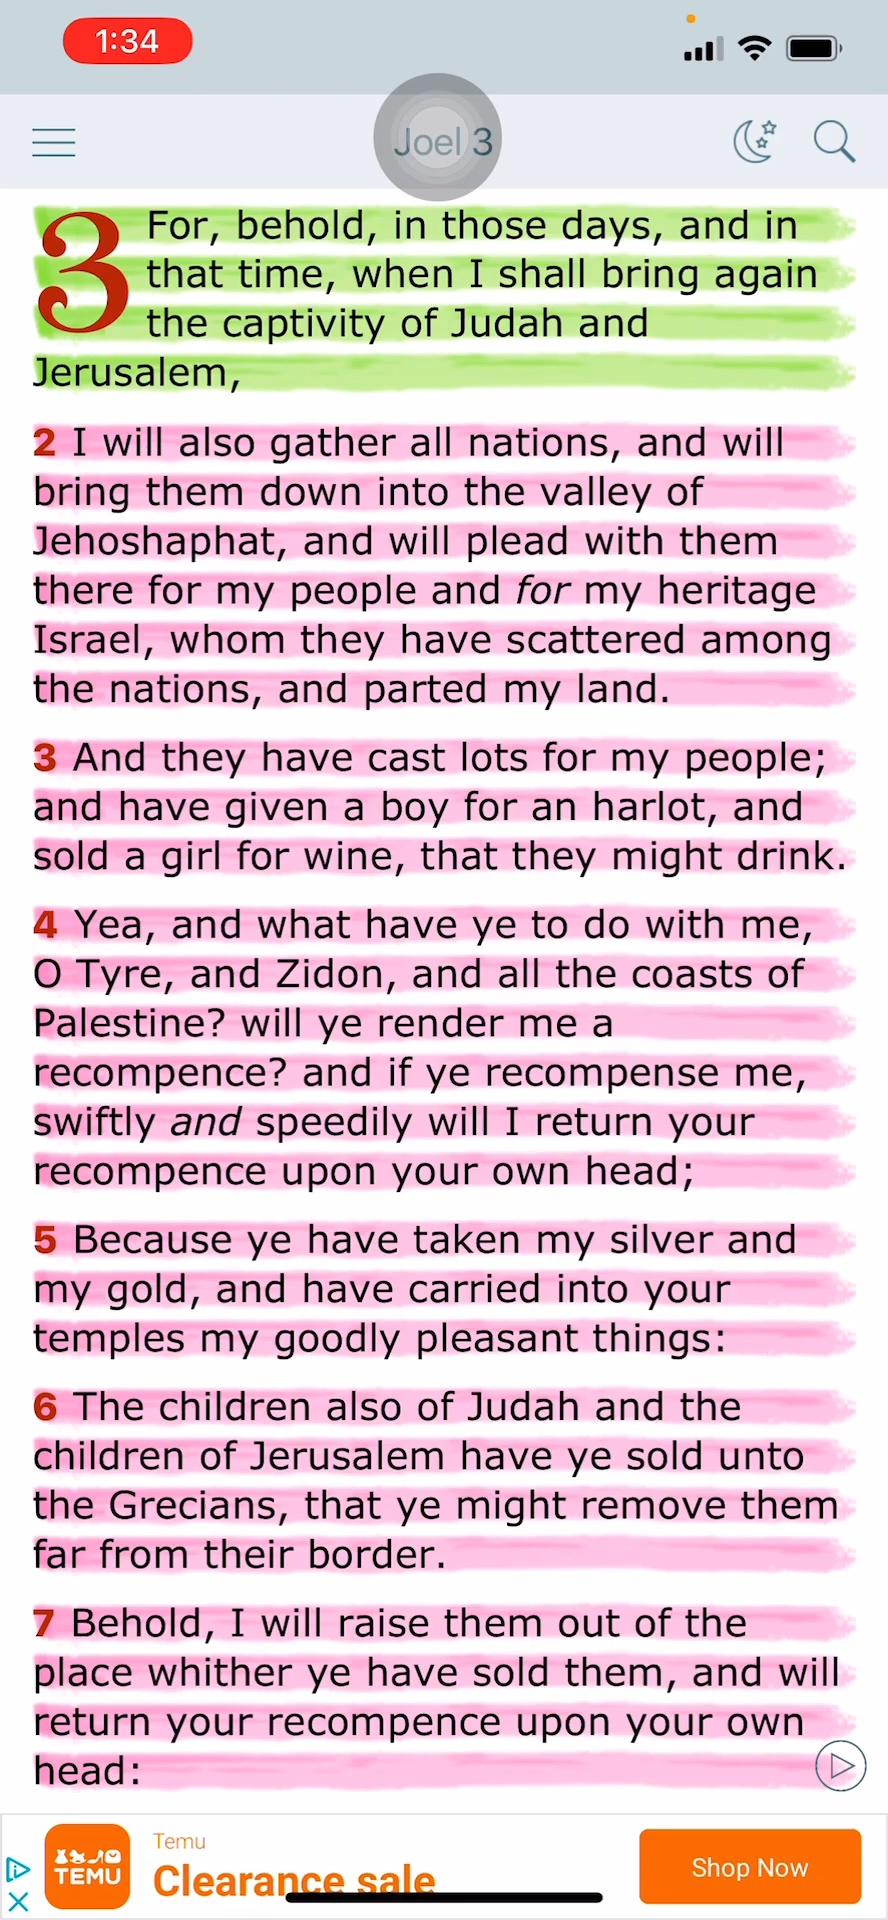 1:34
Joel 3
3 For, behold, in those days, and in
that time, when I shall bring again
the captivity of Judah and
Jerusalem,
2 I will also gather all nations, and will
bring them down into the valley of
Jehoshaphat, and will plead with them
there for my people and for my heritage
Israel, whom they have scattered among
the nations, and parted my land.
3 And they have cast lots for my people;
and have given a boy for an harlot, and
sold a girl for wine, that they might drink.
4 Yea, and what have ye to do with me,
O Tyre, and Zidon, and all the coasts of
Palestine? will ye render me a
recompence? and if ye recompense me,
swiftly and speedily will I return your
recompence upon your own head;
5 Because ye have taken my silver and
my gold, and have carried into your
temples my goodly pleasant things:
6 The children also of Judah and the
children of Jerusalem have ye sold unto
the Grecians, that ye might remove them
far from their border.
7 Behold, I will raise them out of the
place whither ye have sold them, and will
return your recompence upon your own
head:
TEMU
Temu
Clearance sale
Shop Now